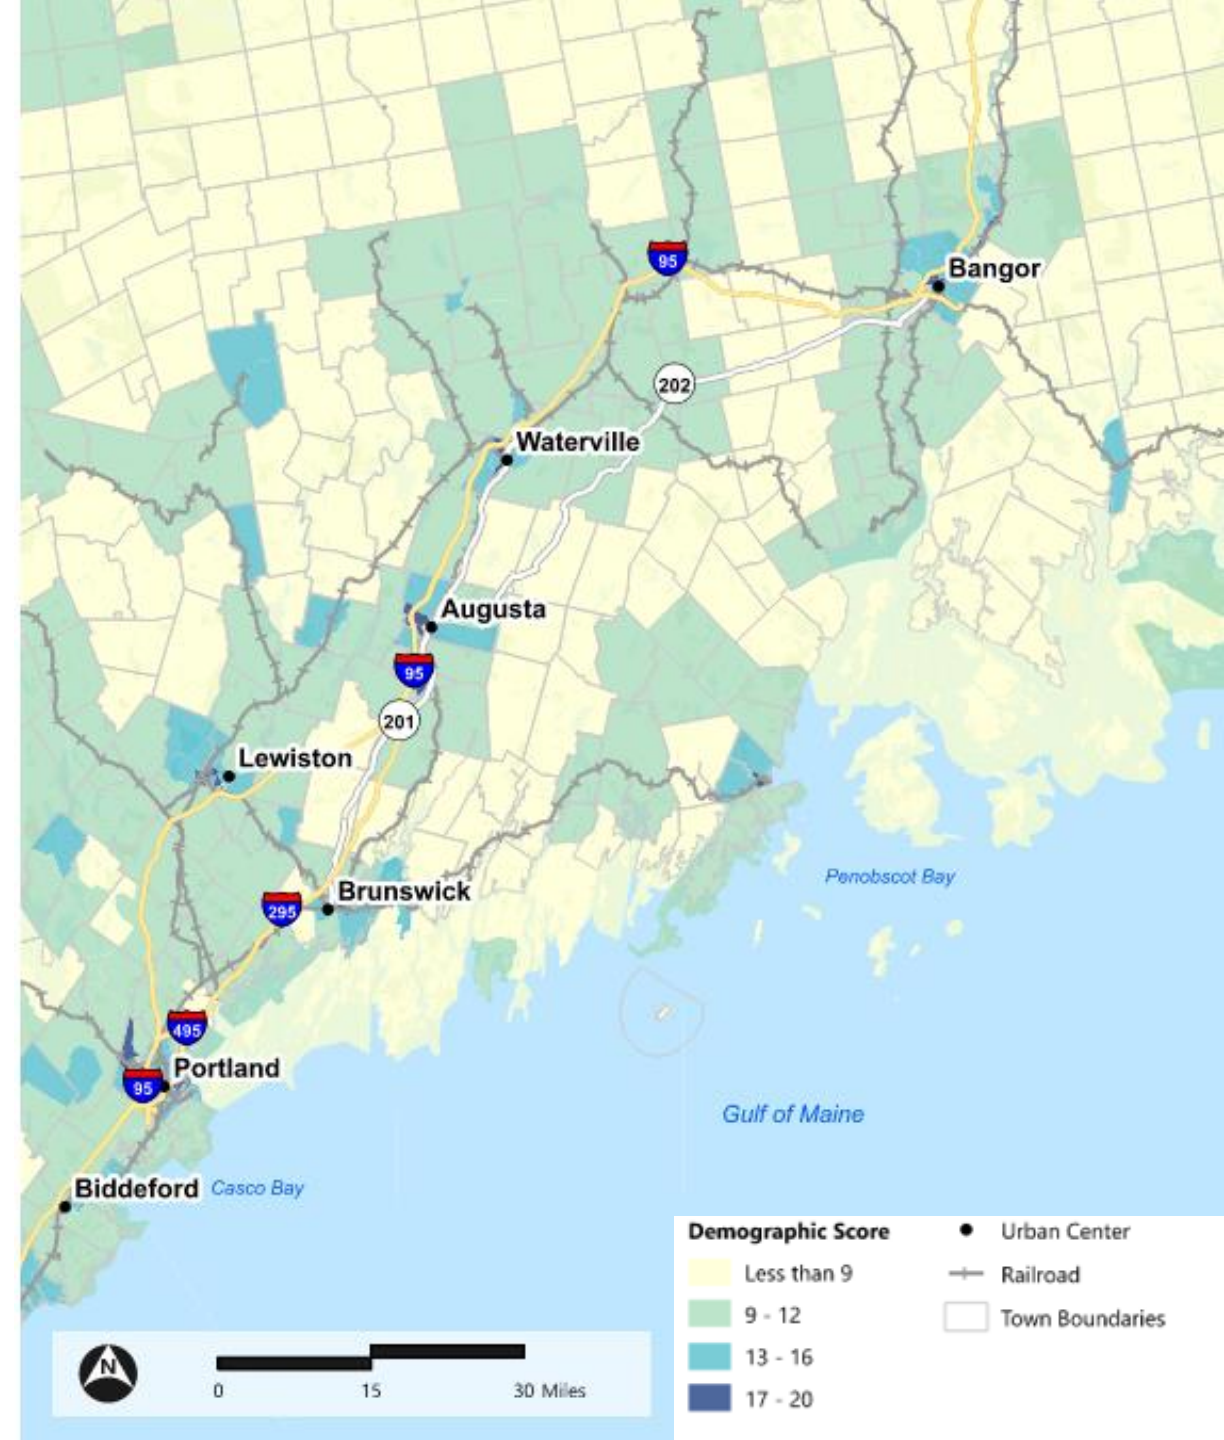 95
Bangor
202
Waterville
Augusta
95
201
Lewiston
Penobscot Bay
Brunswick
295
495
Portland
95
Gulf of Maine
Biddeford
Casco Bay
Demographic Score
Less than 9
9 - 12
13 - 16
17 - 20
Urban Center
Railroad
Town Boundaries
N
0 15 30 Miles